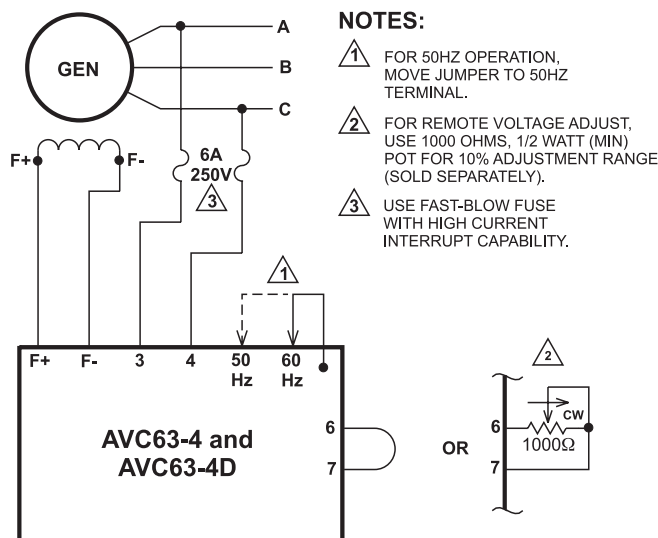 NOTES:
1 FOR 50HZ OPERATION,
MOVE JUMPER TO 50HZ
TERMINAL.
2 FOR REMOTE VOLTAGE ADJUST,
USE 1000 OHMS, 1/2 WATT (MIN)
POT FOR 10% ADJUSTMENT RANGE
(SOLD SEPARATELY).
3 USE FAST-BLOW FUSE
WITH HIGH CURRENT
INTERRUPT CAPABILITY.
GEN
A
B
C
F+
F-
6A
250V
3
1
F+ F- 3 4 50 60
Hz Hz
AVC63-4 and
AVC63-4D
6
7
OR
2
6
CW
1000Ω
7